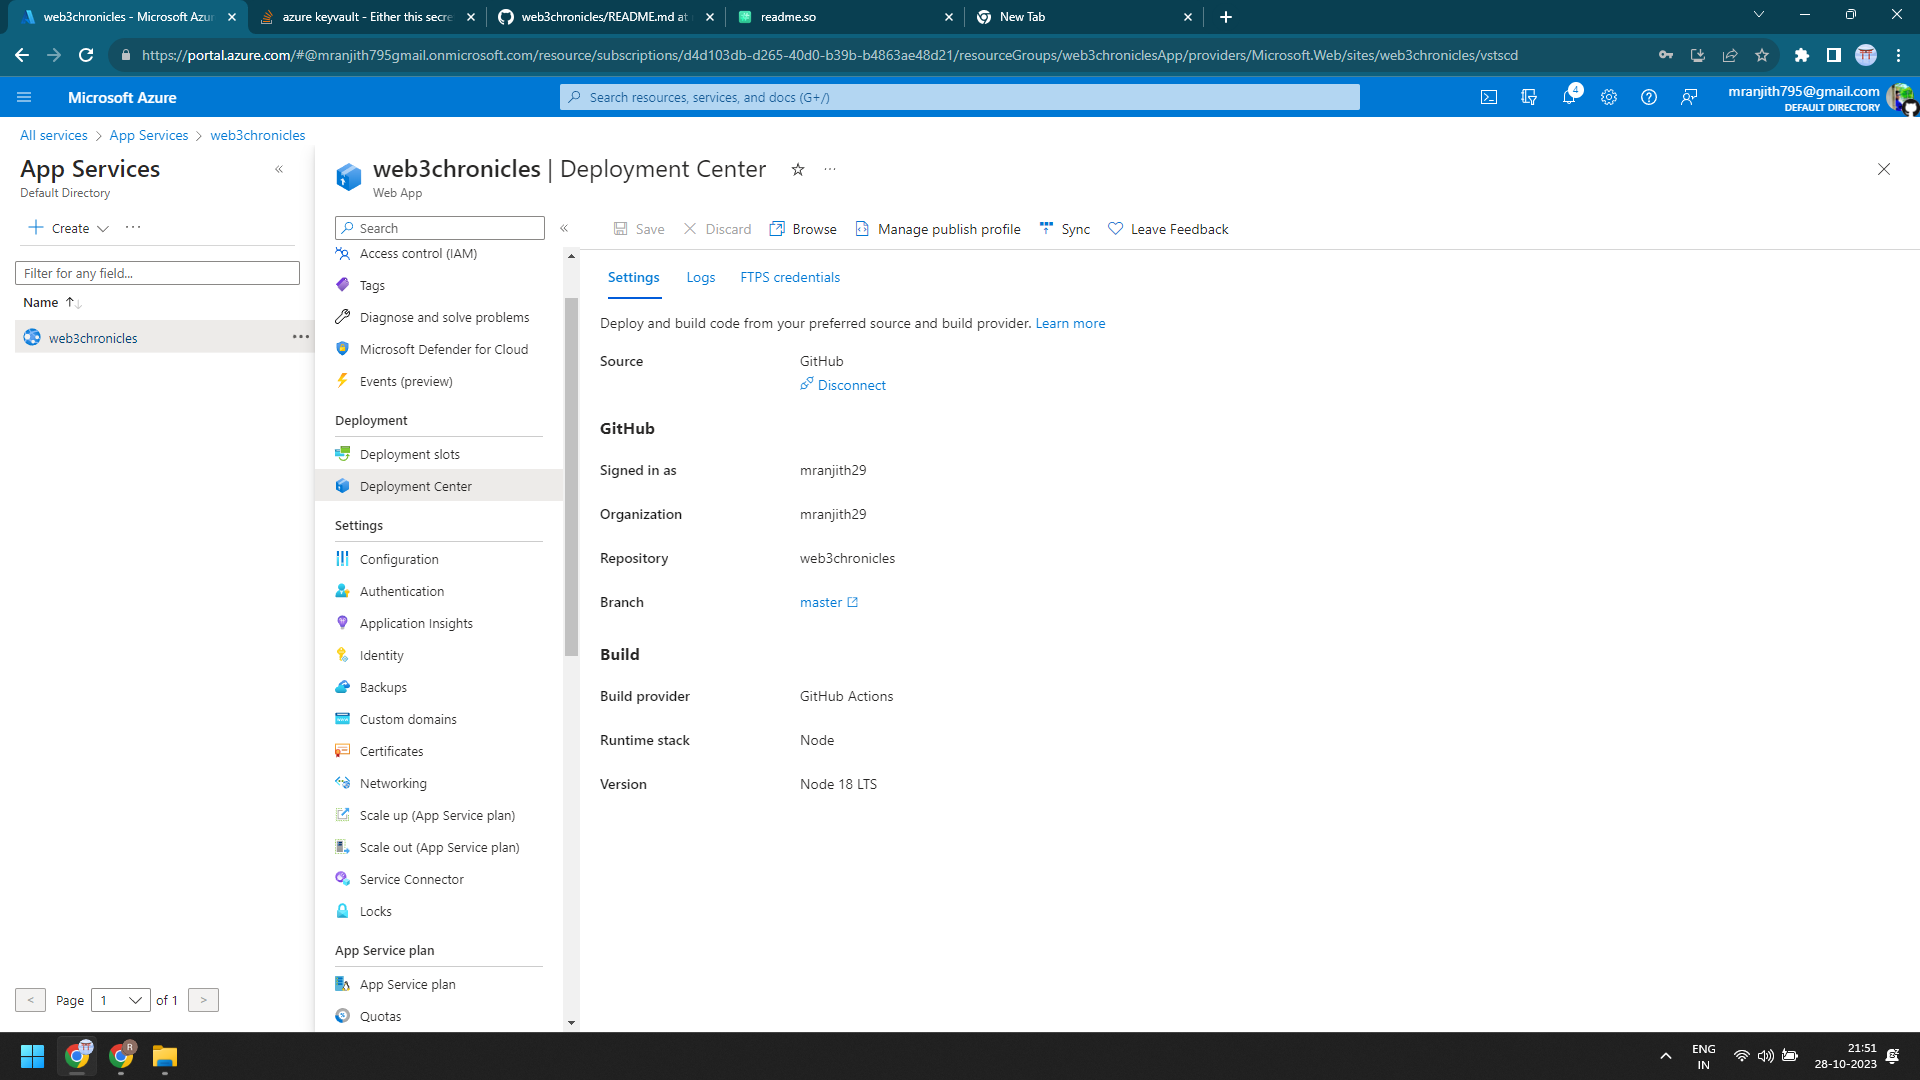 web3chronicles - Microsoft Azur
azure keyvault - Either this secre
web3chronicles/README.md at
readme.so
New Tab
https://portal.azure.com/#@mranjith795gmail.onmicrosoft.com/resource/subscriptions/d4d103db-d265-40d0-b39b-b4863ae48d21/resourceGroups/web3chroniclesApp/providers/Microsoft.Web/sites/web3chronicles/vstscd
Microsoft Azure
Search resources, services, and docs (G+/)
4
mranjith795@gmail.com
DEFAULT DIRECTORY
All services > App Services > web3chronicles
App Services
Default Directory
Create
Filter for any field...
Name
web3chronicles
Page 1 of 1
web3chronicles | Deployment Center
Web App
Search
Access control (IAM)
Tags
Diagnose and solve problems
Microsoft Defender for Cloud
Events (preview)
Deployment
Deployment slots
Deployment Center
Settings
Configuration
Authentication
Application Insights
Identity
Backups
Custom domains
Certificates
Networking
Scale up (App Service plan)
Scale out (App Service plan)
Service Connector
Locks
App Service plan
App Service plan
Quotas
Save
Discard
Browse
Manage publish profile
Sync
Leave Feedback
Settings
Logs
FTPS credentials
Deploy and build code from your preferred source and build provider. Learn more
Source GitHub
Disconnect
GitHub
Signed in as mranjith29
Organization mranjith29
Repository web3chronicles
Branch master
Build
Build provider GitHub Actions
Runtime stack Node
Version Node 18 LTS
R
ENG
IN
21:51
28-10-2023